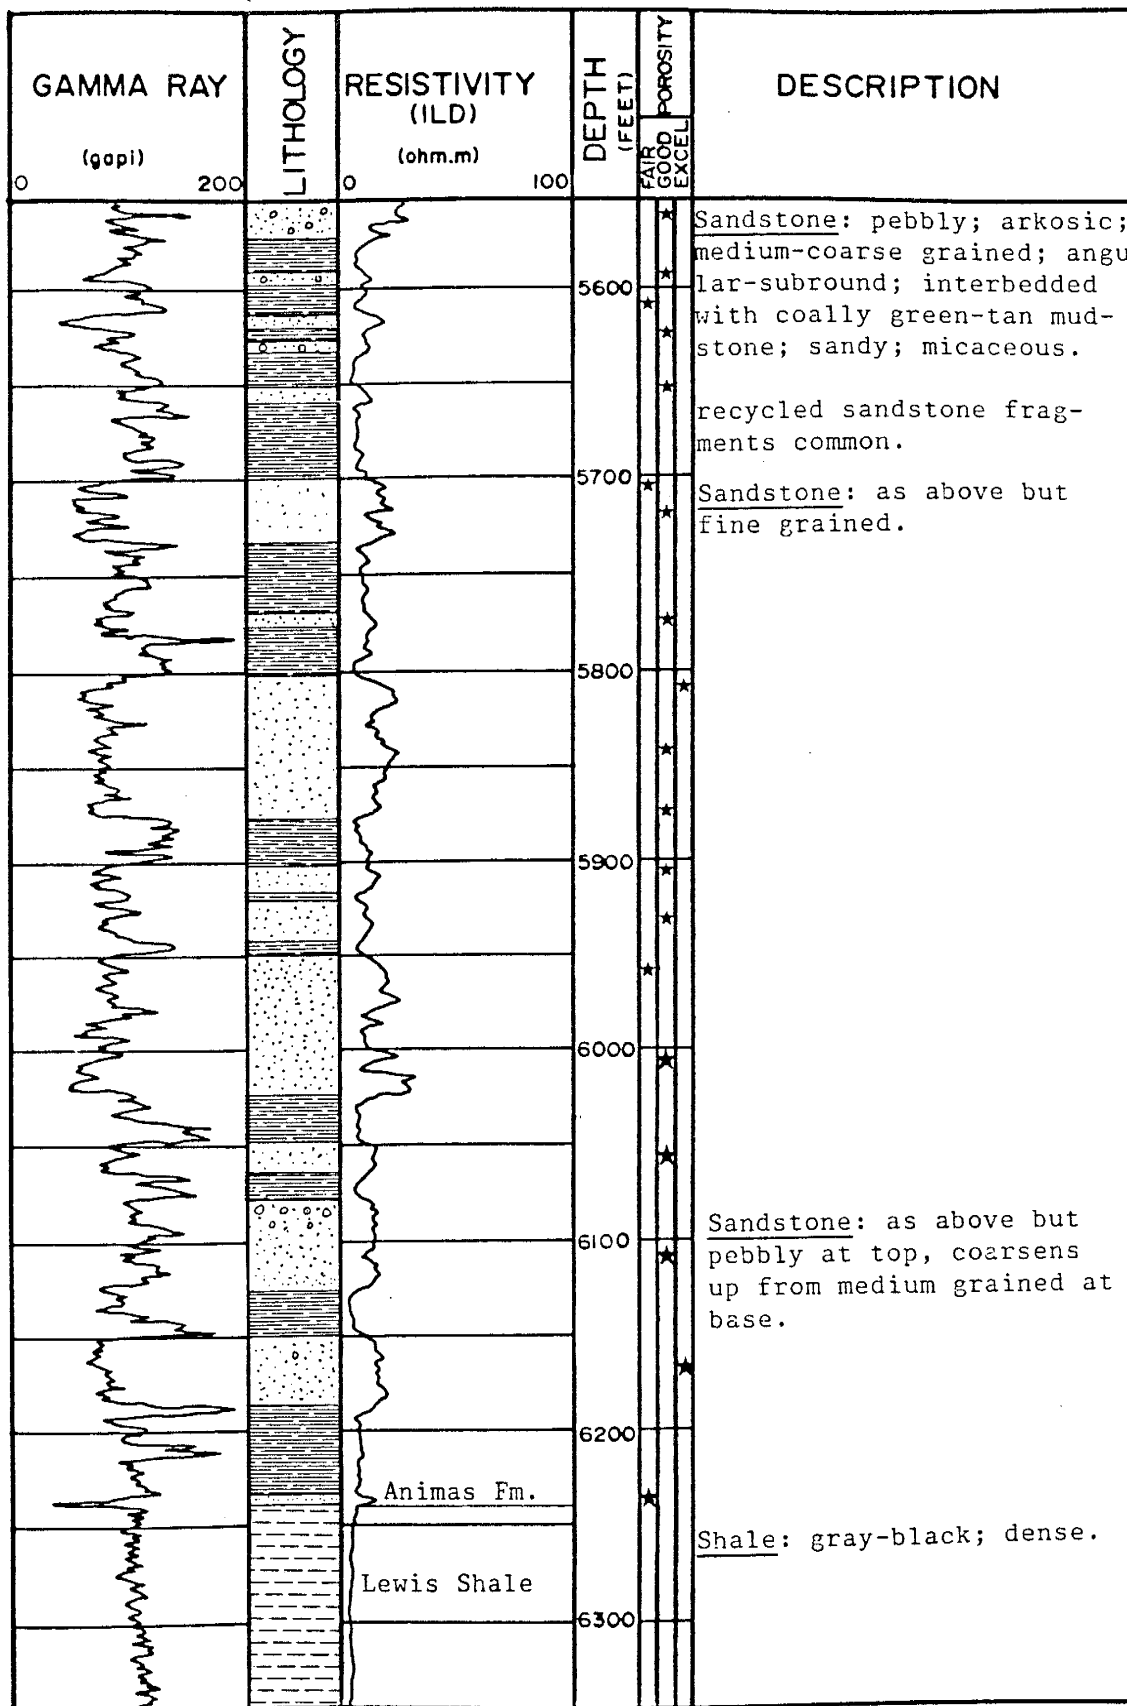 GAMMA RAY
(gapi)
0 200
LITHOLOGY
RESISTIVITY
(ILD)
(ohm.m)
0 100
DEPTH
(FEET)
POROSITY
FAIR
GOOD
EXCEL
DESCRIPTION
Sandstone: pebbly; arkosic;
medium-coarse grained; angu
lar-subround; interbedded
with coally green-tan mud-
stone; sandy; micaceous.
recycled sandstone frag-
ments common.
Sandstone: as above but
fine grained.
5600
5700
5800
5900
6000
6100
Sandstone: as above but
pebbly at top, coarsens
up from medium grained at
base.
6200
Animas Fm.
Shale: gray-black; dense.
Lewis Shale
6300